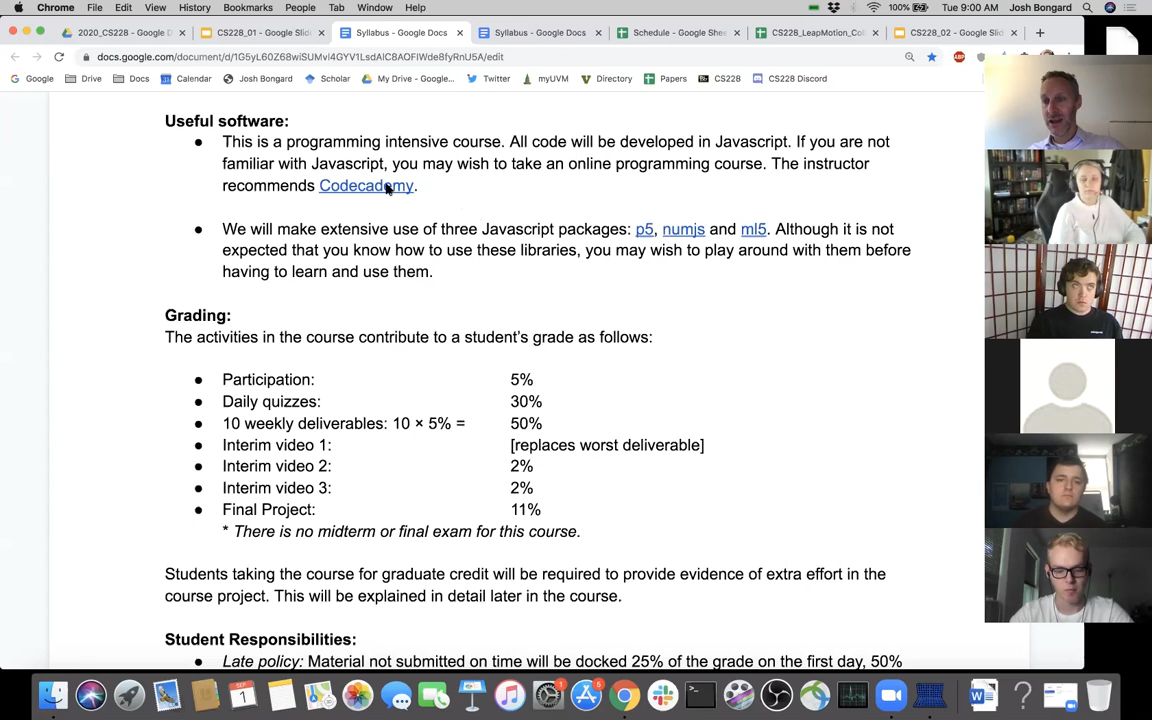 Chrome File Edit View History Bookmarks People Tab Window Help 100% Tue 9:00 AM Josh Bongard
2020_CS228 - Google D CS228_01 - Google Slid Syllabus - Google Docs Syllabus - Google Docs Schedule - Google Shee CS228_LeapMotion_Col CS228_02 - Google Slid
docs.google.com/document/d/1G5yL60Z68wiSUMvl4GYV1LsdAlC8AOFIWde8fyRnU5A/edit
Google Drive Docs Calendar Josh Bongard Scholar My Drive - Google... Twitter myUVM Directory Papers CS228 CS228 Discord
Useful software:
● This is a programming intensive course. All code will be developed in Javascript. If you are not
familiar with Javascript, you may wish to take an online programming course. The instructor
recommends Codecademy.
● We will make extensive use of three Javascript packages: p5, numjs and ml5. Although it is not
expected that you know how to use these libraries, you may wish to play around with them before
having to learn and use them.
Grading:
The activities in the course contribute to a student's grade as follows:
● Participation: 5%
● Daily quizzes: 30%
● 10 weekly deliverables: 10 × 5% = 50%
● Interim video 1: [replaces worst deliverable]
● Interim video 2: 2%
● Interim video 3: 2%
● Final Project: 11%
* There is no midterm or final exam for this course.
Students taking the course for graduate credit will be required to provide evidence of extra effort in the
course project. This will be explained in detail later in the course.
Student Responsibilities:
● Late policy: Material not submitted on time will be docked 25% of the grade on the first day, 50%